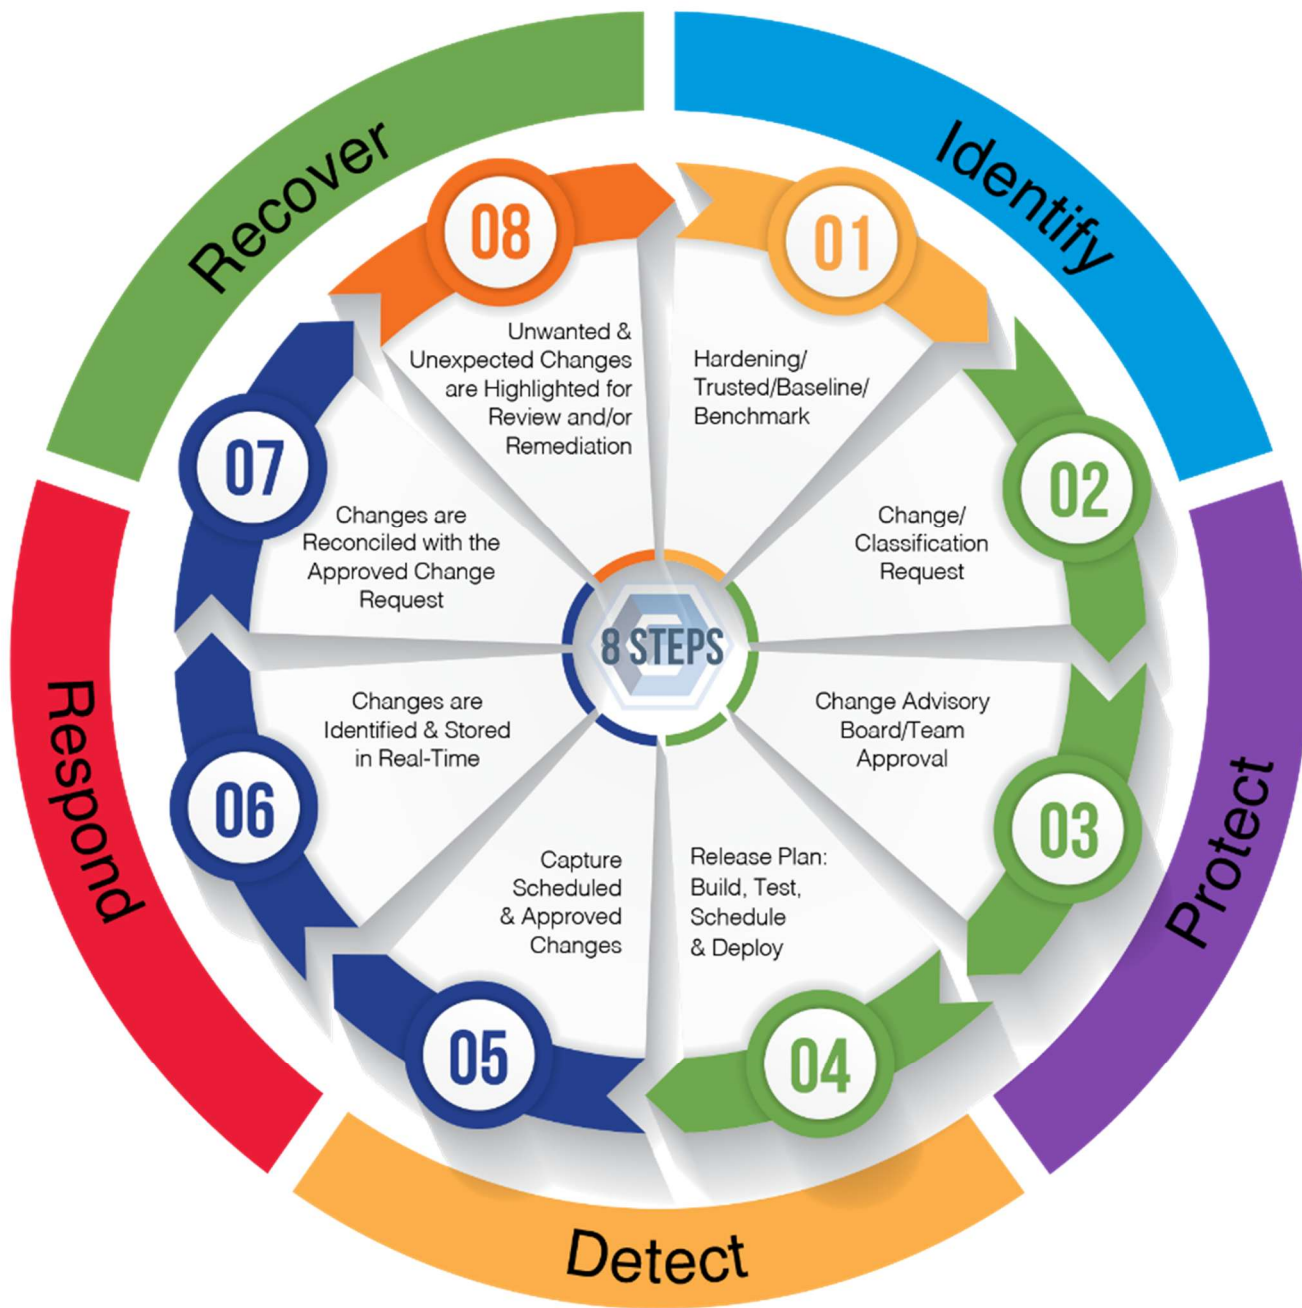 Identify
Protect
Detect
Respond
Recover
01
Hardening/
Trusted/Baseline/
Benchmark
02
Change/
Classification
Request
03
Change Advisory
Board/Team
Approval
04
Release Plan:
Build, Test,
Schedule
& Deploy
05
Capture
Scheduled
& Approved
Changes
06
Changes are
Identified & Stored
in Real-Time
07
Changes are
Reconciled with the
Approved Change
Request
08
Unwanted &
Unexpected Changes
are Highlighted for
Review and/or
Remediation
8 STEPS